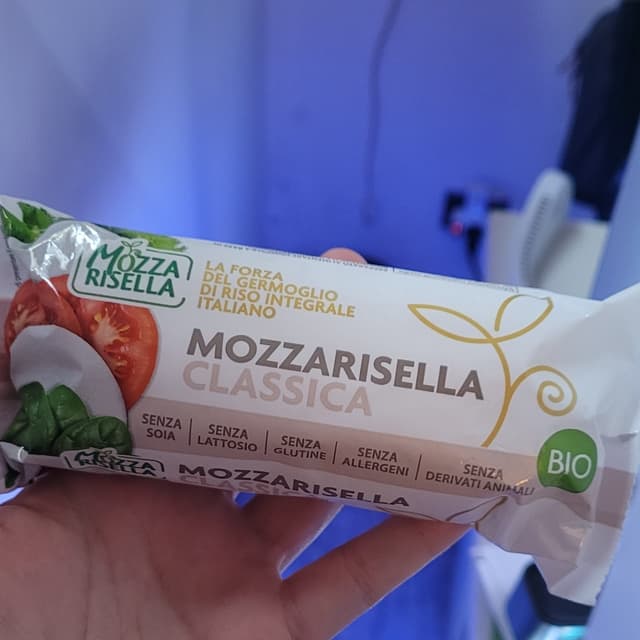 MOZZA
RISELLA
LA FORZA
DEL GERMOGLIO
DI RISO INTEGRALE
ITALIANO
MOZZARISELLA
CLASSICA
SENZA
SOIA
SENZA
LATTOSIO
SENZA
GLUTINE
SENZA
ALLERGENI
SENZA
DERIVATI ANIMALI
BIO
MOZZA
MOZZARISELLA
CLASSICA